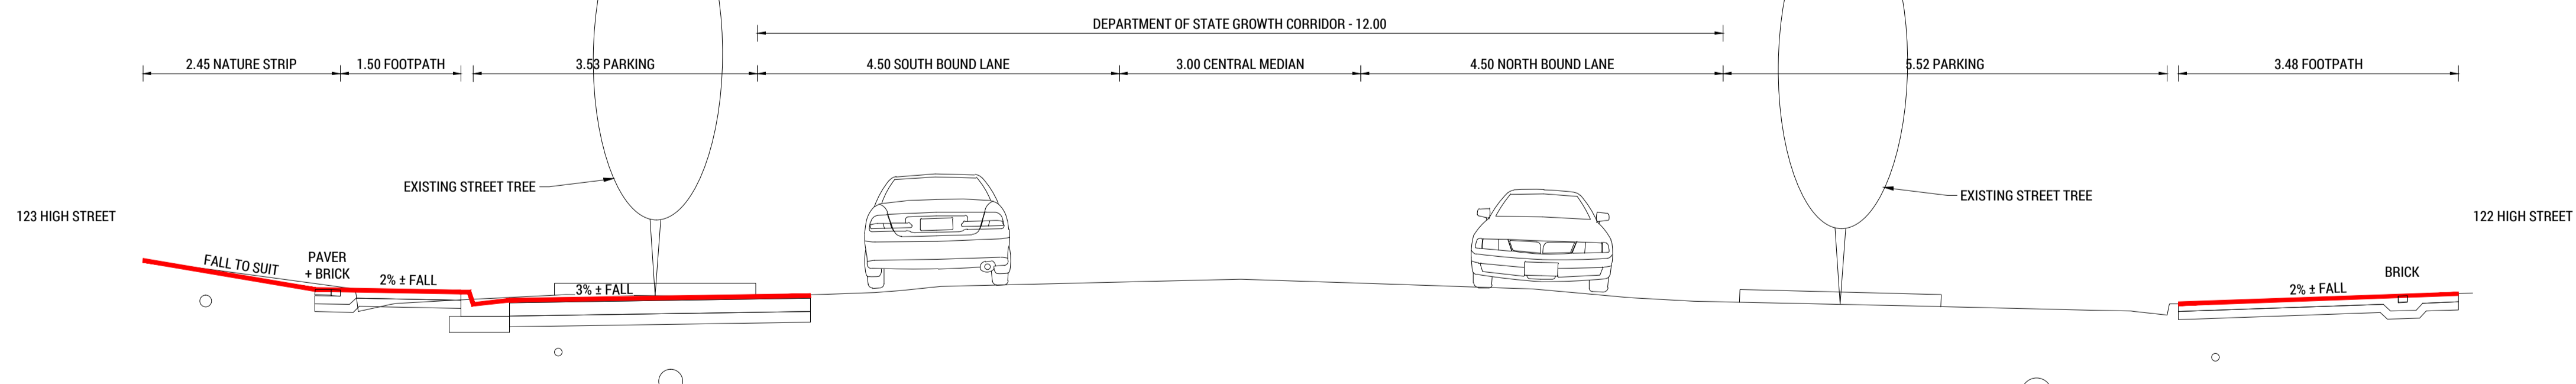 DEPARTMENT OF STATE GROWTH CORRIDOR - 12.00
2.45 NATURE STRIP
1.50 FOOTPATH
3.53 PARKING
4.50 SOUTH BOUND LANE
3.00 CENTRAL MEDIAN
4.50 NORTH BOUND LANE
5.52 PARKING
3.48 FOOTPATH
EXISTING STREET TREE
EXISTING STREET TREE
123 HIGH STREET
122 HIGH STREET
FALL TO SUIT
PAVER
+ BRICK
2% ± FALL
3% ± FALL
BRICK
2% ± FALL